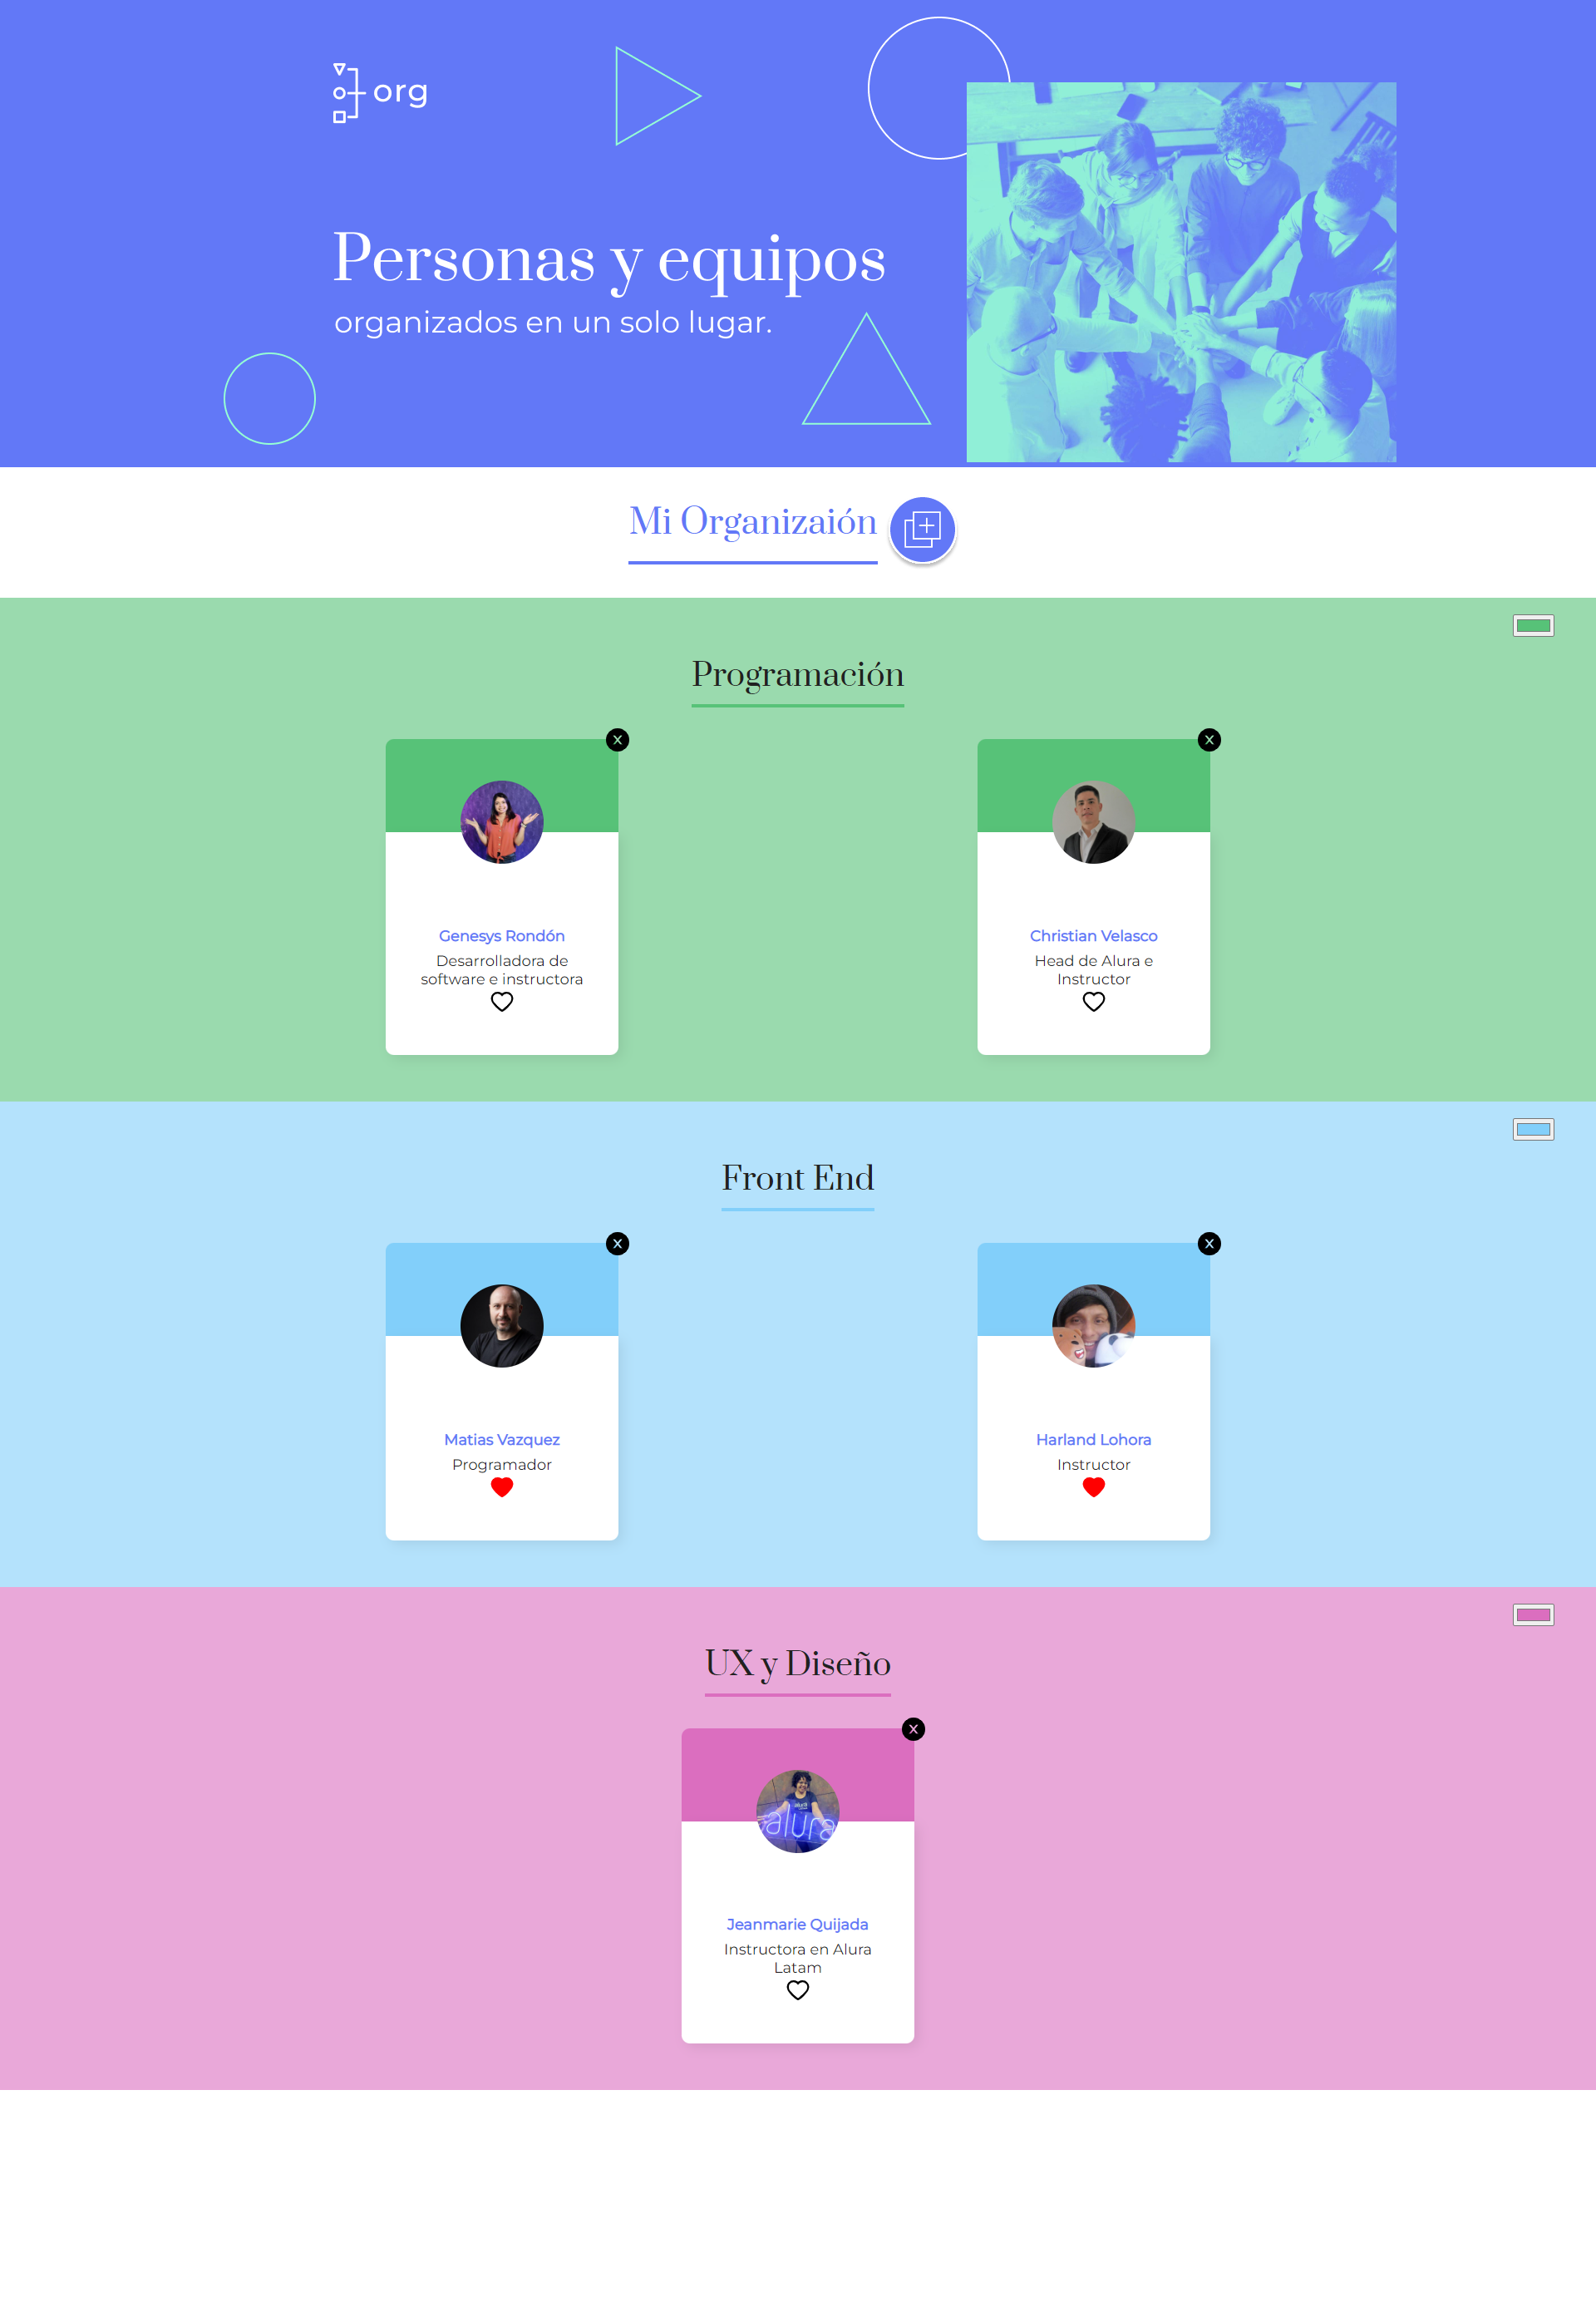 org
Personas y equipos
organizados en un solo lugar.
Mi Organizaión
Programación
Genesys Rondón
Desarrolladora de
software e instructora
Christian Velasco
Head de Alura e
Instructor
Front End
Matias Vazquez
Programador
Harland Lohora
Instructor
UX y Diseño
alura
Jeanmarie Quijada
Instructora en Alura
Latam